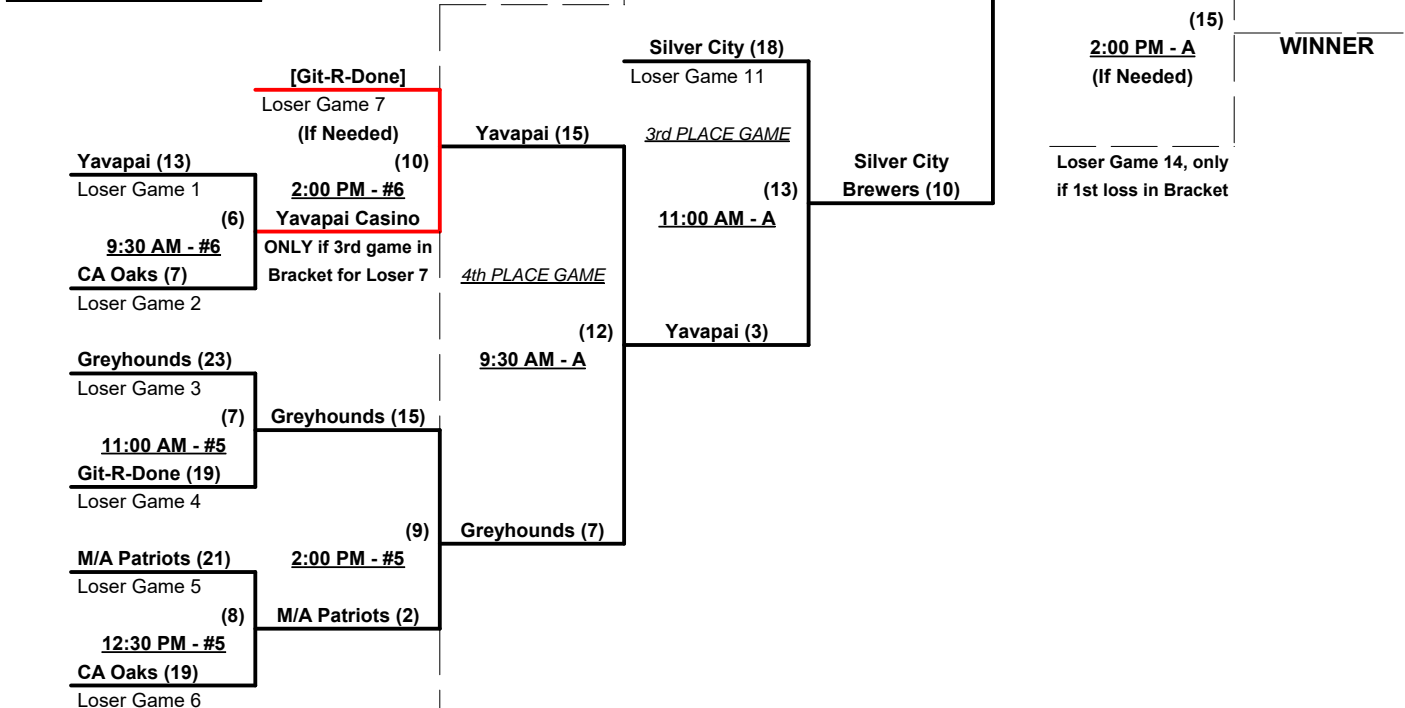 (15)
Silver City (18)
2:00 PM - A
WINNER
[Git-R-Done]
Loser Game 11
(If Needed)
Loser Game 7
(If Needed)
Yavapai (15)
3rd PLACE GAME
Yavapai (13)
(10)
Silver City
Loser Game 14, only
Loser Game 1
2:00 PM - #6
(13)
Brewers (10)
if 1st loss in Bracket
(6)
Yavapai Casino
11:00 AM - A
9:30 AM - #6
ONLY if 3rd game in
CA Oaks (7)
Bracket for Loser 7
4th PLACE GAME
Loser Game 2
(12)
Yavapai (3)
Greyhounds (23)
9:30 AM - A
Loser Game 3
(7)
Greyhounds (15)
11:00 AM - #5
Git-R-Done (19)
Loser Game 4
(9)
Greyhounds (7)
M/A Patriots (21)
2:00 PM - #5
Loser Game 5
(8)
M/A Patriots (2)
12:30 PM - #5
CA Oaks (19)
Loser Game 6